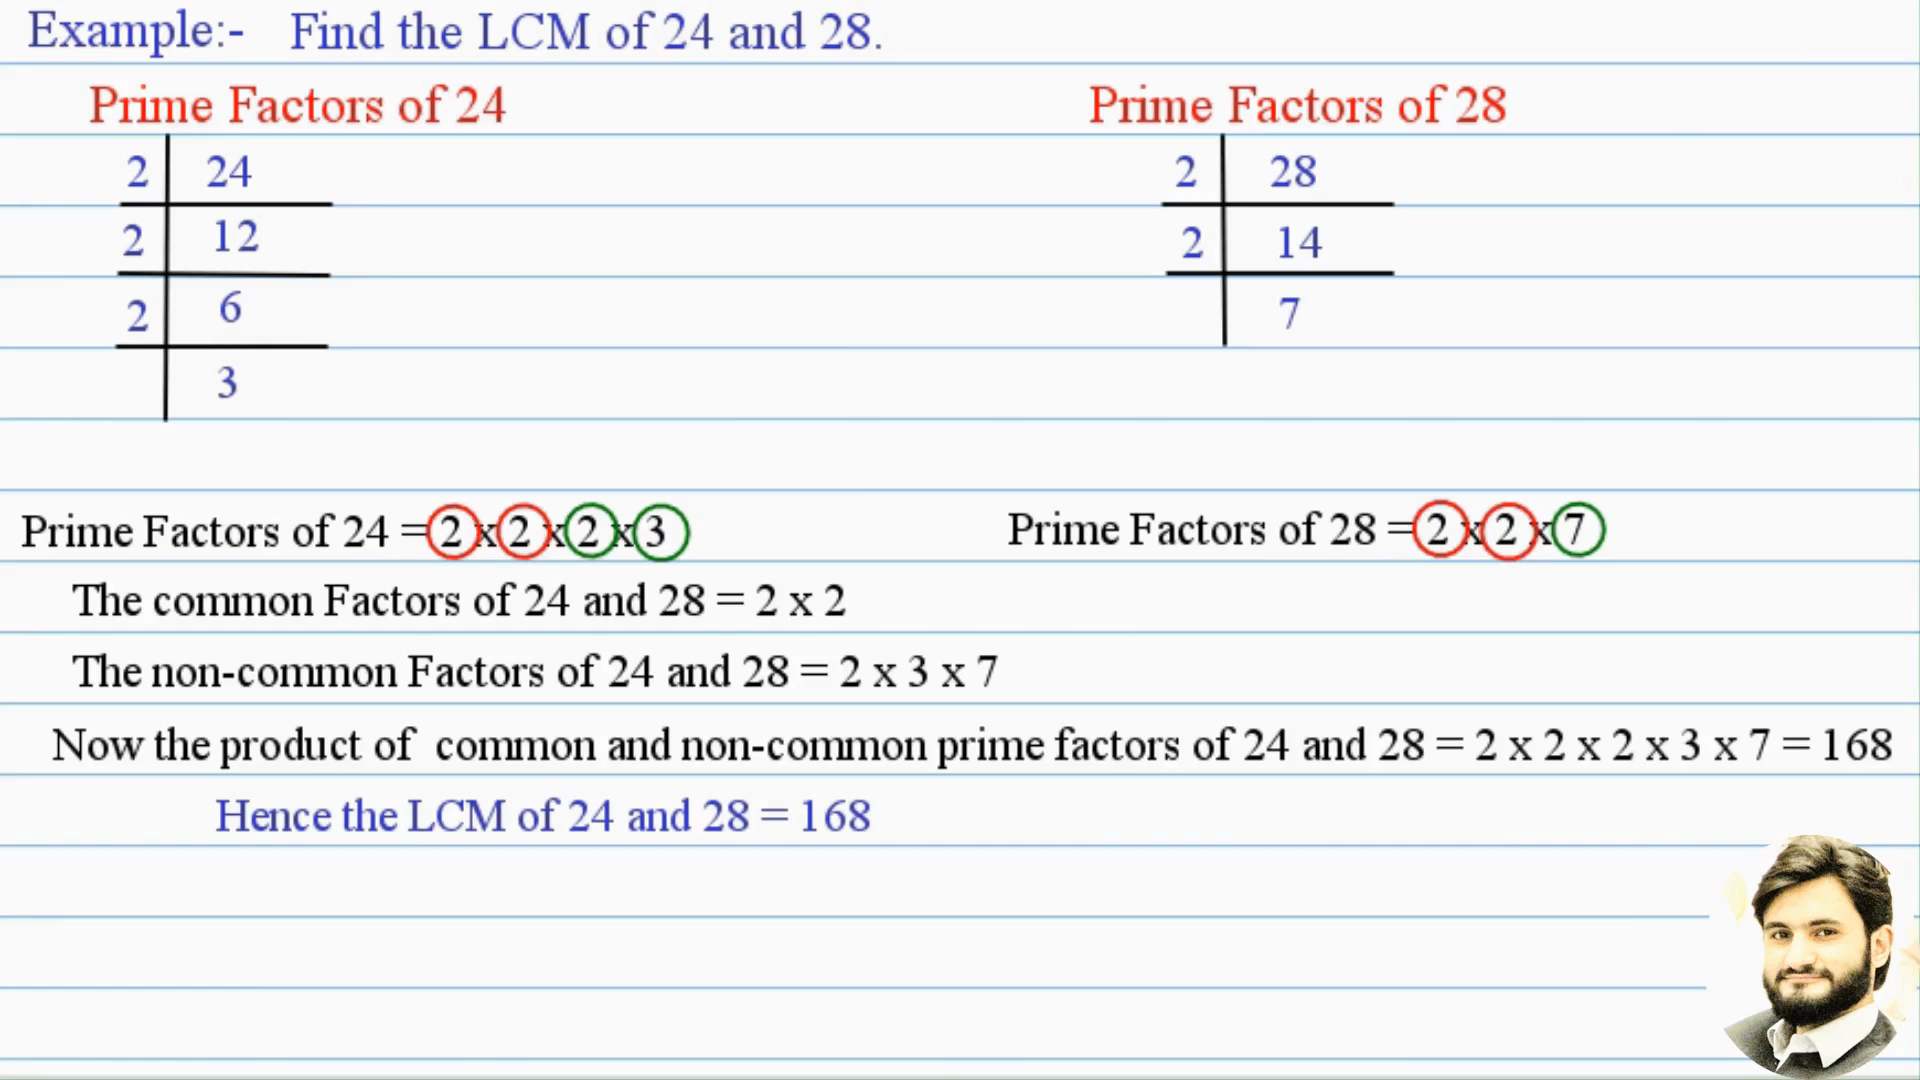 Example:- Find the LCM of 24 and 28.
Prime Factors of 24
Prime Factors of 28
2 24
2 12
2 6
3
2 28
2 14
7
Prime Factors of 24 = 2 x 2 x 2 x 3
Prime Factors of 28 = 2 x 2 x 7
The common Factors of 24 and 28 = 2 x 2
The non-common Factors of 24 and 28 = 2 x 3 x 7
Now the product of common and non-common prime factors of 24 and 28 = 2 x 2 x 2 x 3 x 7 = 168
Hence the LCM of 24 and 28 = 168